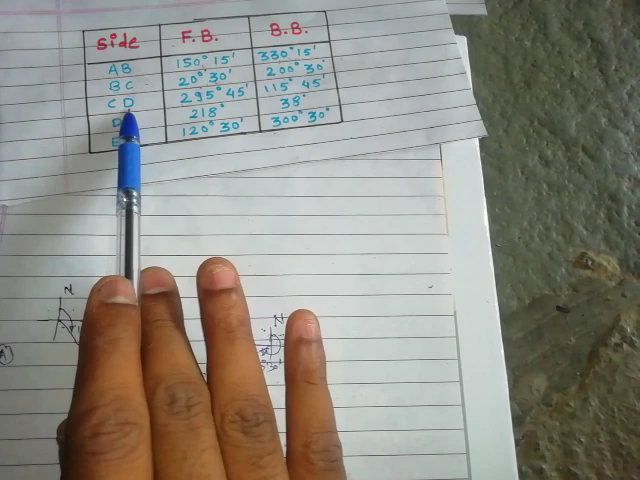 Side F.B. B.B.
AB 150° 15' 330° 15'
BC 20° 30' 200° 30'
CD 295° 45' 115° 45'
D 218° 38°
E 120° 30' 300° 30'
N
N